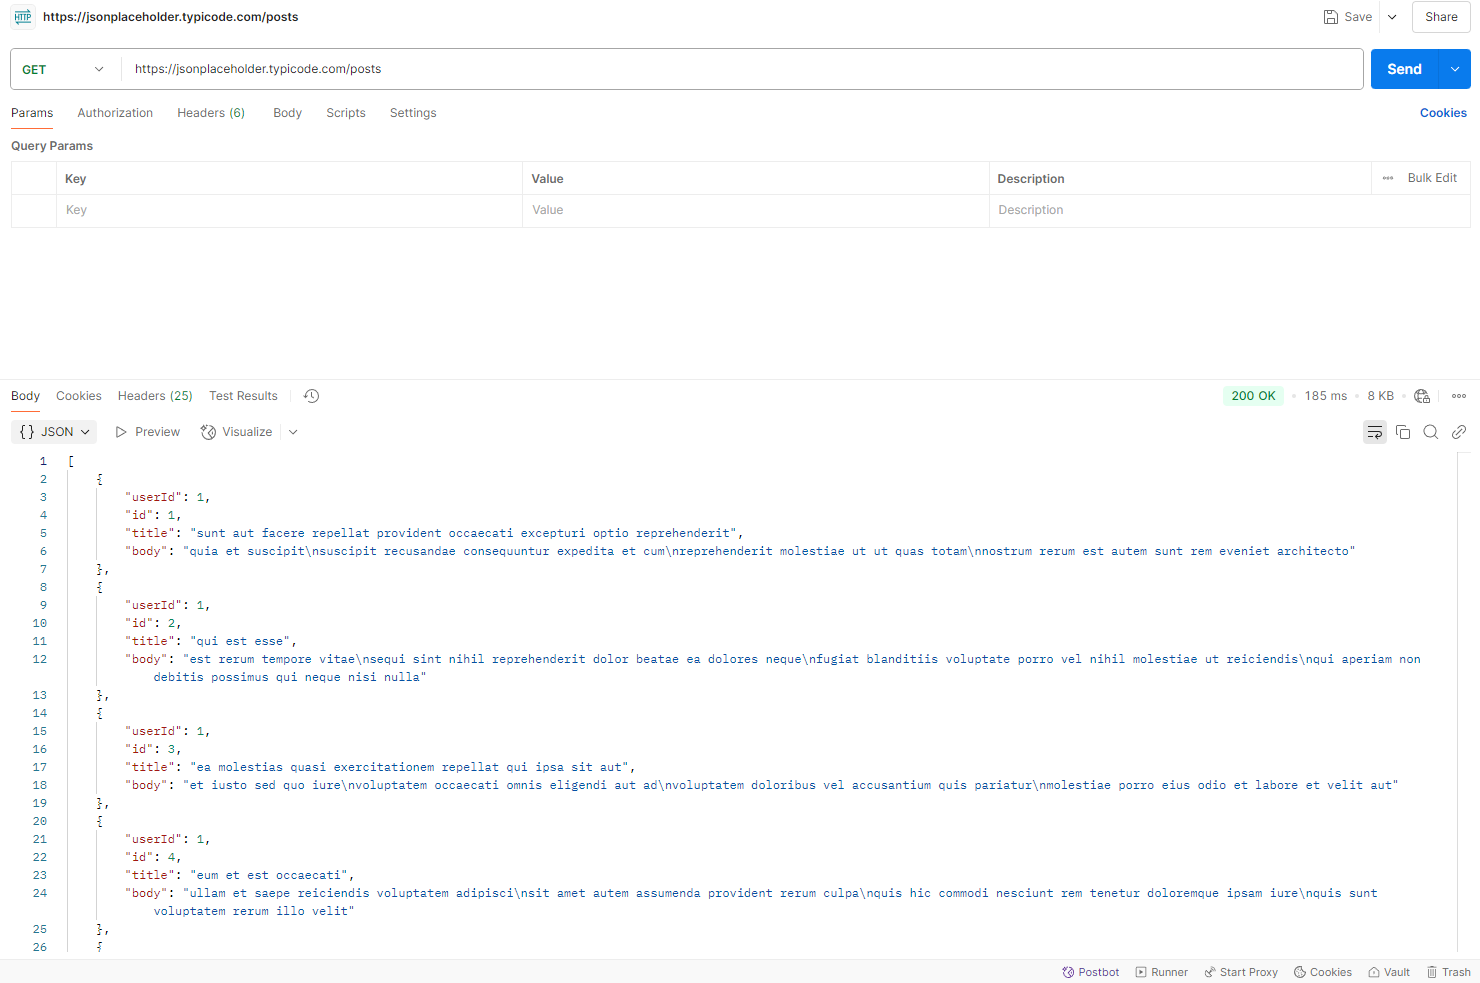 HTTP https://jsonplaceholder.typicode.com/posts Save Share
GET https://jsonplaceholder.typicode.com/posts Send
Params Authorization Headers (6) Body Scripts Settings Cookies
Query Params
Key Value Description Bulk Edit
Key Value Description
Body Cookies Headers (25) Test Results 200 OK 185 ms 8 KB
{} JSON Preview Visualize
1 [
2 {
3 "userId": 1,
4 "id": 1,
5 "title": "sunt aut facere repellat provident occaecati excepturi optio reprehenderit",
6 "body": "quia et suscipit\nsuscipit recusandae consequuntur expedita et cum\nreprehenderit molestiae ut ut quas totam\nnostrum rerum est autem sunt rem eveniet architecto"
7 },
8 {
9 "userId": 1,
10 "id": 2,
11 "title": "qui est esse",
12 "body": "est rerum tempore vitae\nsequi sint nihil reprehenderit dolor beatae ea dolores neque\nfugiat blanditiis voluptate porro vel nihil molestiae ut reiciendis\nqui aperiam non
debitis possimus qui neque nisi nulla"
13 },
14 {
15 "userId": 1,
16 "id": 3,
17 "title": "ea molestias quasi exercitationem repellat qui ipsa sit aut",
18 "body": "et iusto sed quo iure\nvoluptatem occaecati omnis eligendi aut ad\nvoluptatem doloribus vel accusantium quis pariatur\nmolestiae porro eius odio et labore et velit aut"
19 },
20 {
21 "userId": 1,
22 "id": 4,
23 "title": "eum et est occaecati",
24 "body": "ullam et saepe reiciendis voluptatem adipisci\nsit amet autem assumenda provident rerum culpa\nquis hic commodi nesciunt rem tenetur doloremque ipsam iure\nquis sunt
voluptatem rerum illo velit"
25 },
26 {
Postbot Runner Start Proxy Cookies Vault Trash